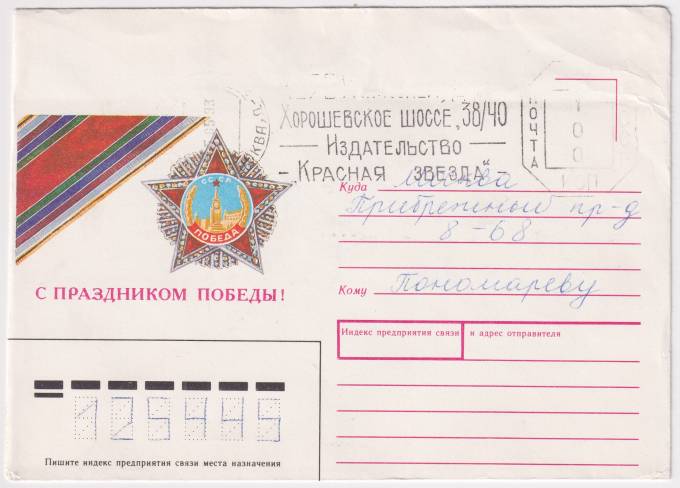 ХОРОШЕВСКОЕ ШОССЕ, 38/40
— ИЗДАТЕЛЬСТВО —
- КРАСНАЯ ЗВЕЗДА" -
ПОЧТА
КОП
СССР
ПОБЕДА
С ПРАЗДНИКОМ ПОБЕДЫ!
Куда Москва
Прибрежный пр-д
8-68
Кому Пономареву
Индекс предприятия связи и адрес отправителя
125445
Пишите индекс предприятия связи места назначения